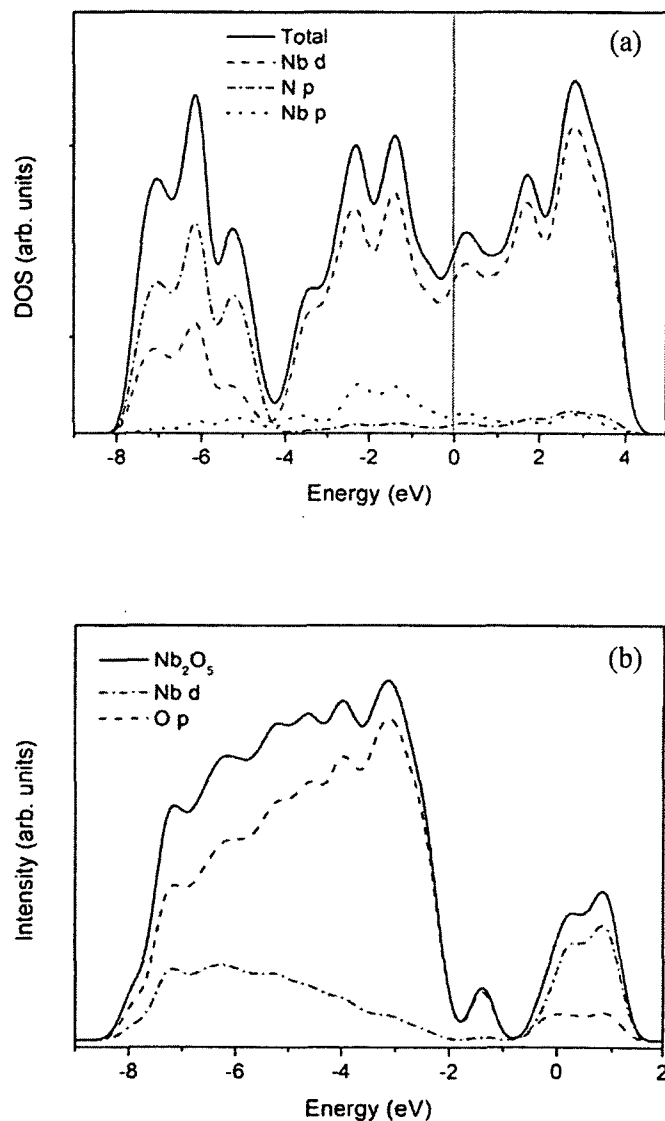 (a)
Total
Nb d
N p
Nb p
DOS (arb. units)
-8 -6 -4 -2 0 2 4
Energy (eV)
(b)
Nb₂O₅
Nb d
O p
Intensity (arb. units)
-8 -6 -4 -2 0 2
Energy (eV)